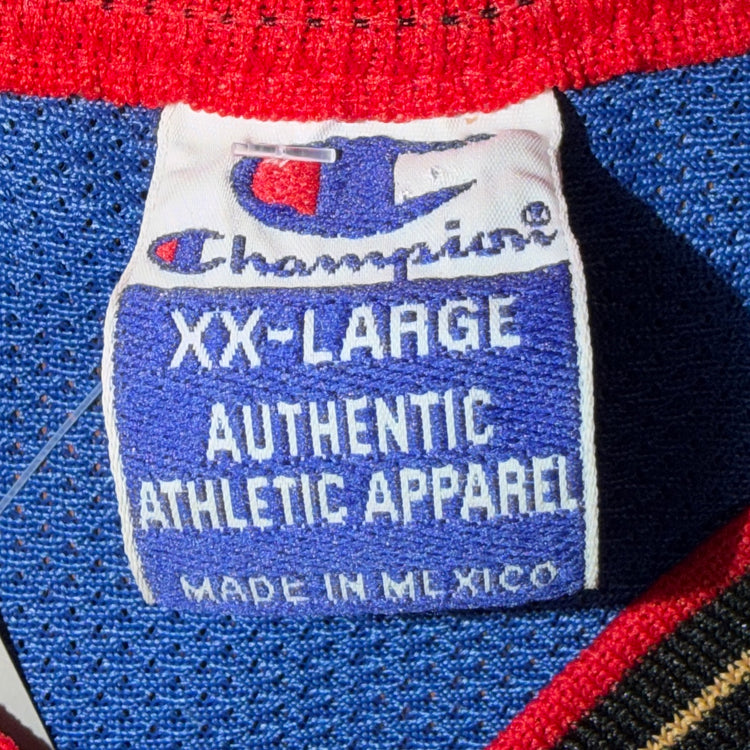 Champion®
XX-LARGE
AUTHENTIC
ATHLETIC APPAREL
MADE IN MEXICO